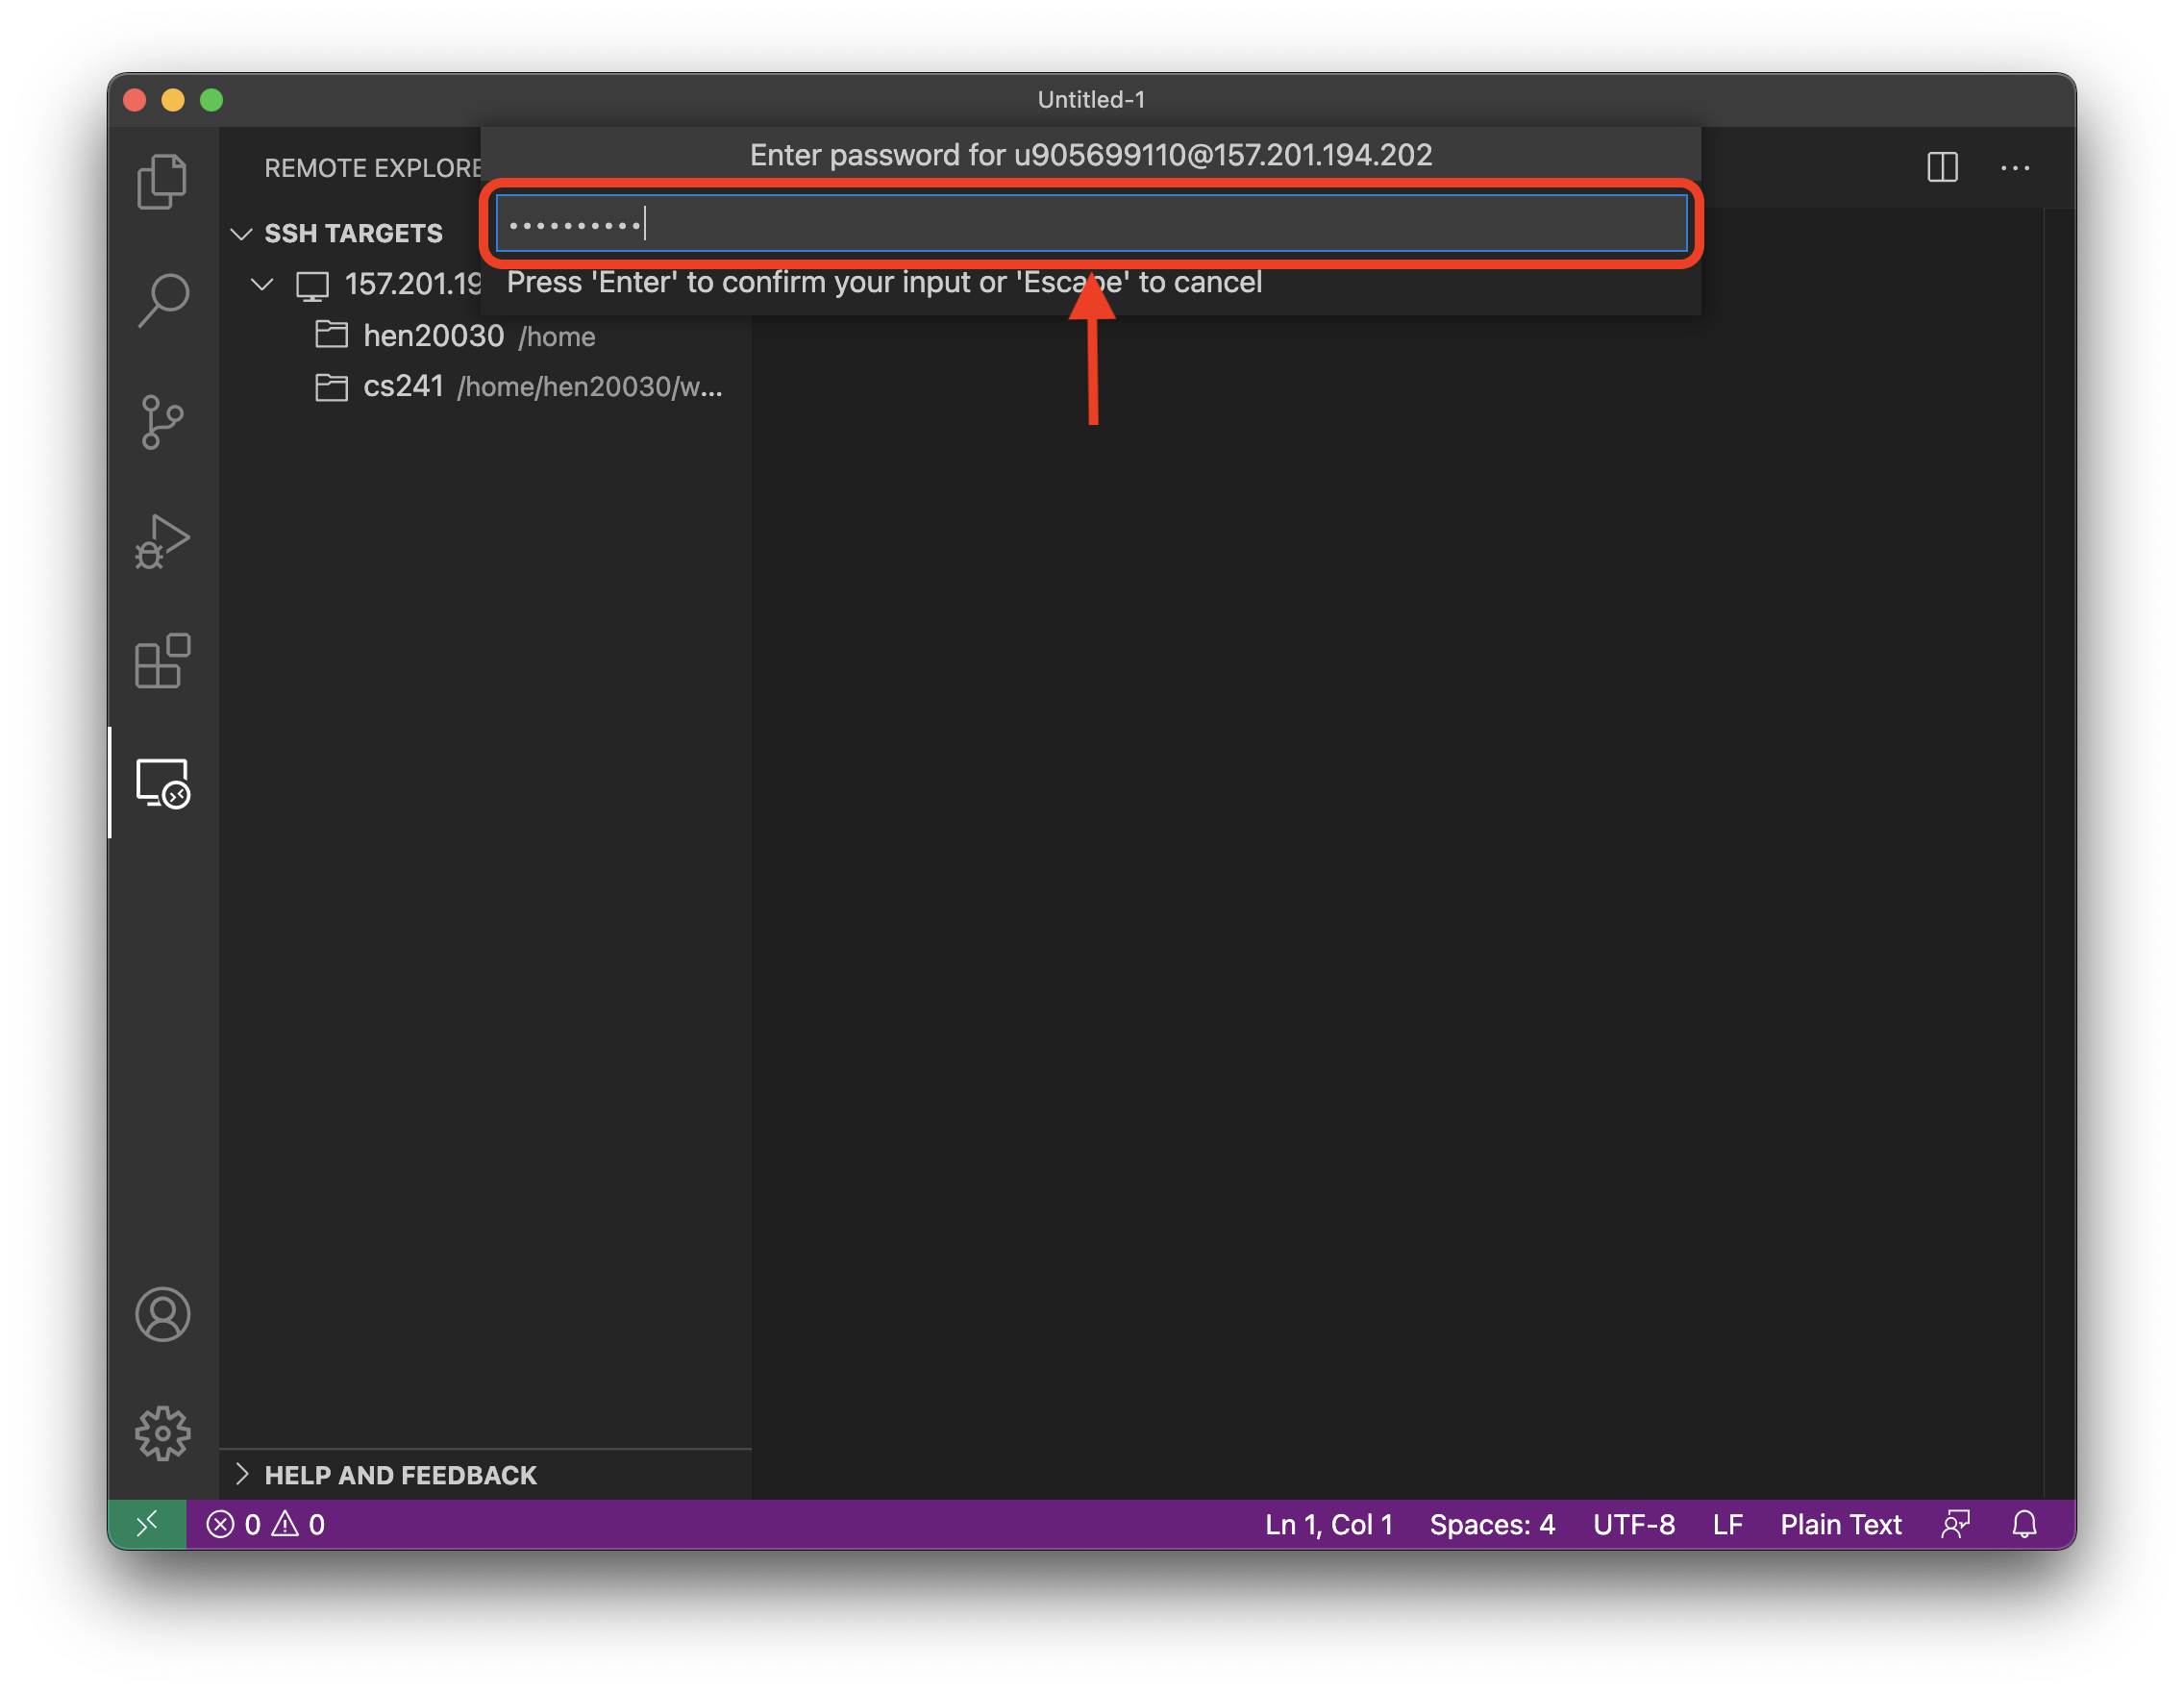 Untitled-1
Enter password for u905699110@157.201.194.202
REMOTE EXPLORE
••••••••••
SSH TARGETS
Press 'Enter' to confirm your input or 'Escape' to cancel
157.201.19
hen20030 /home
cs241 /home/hen20030/w...
HELP AND FEEDBACK
0 0 Ln 1, Col 1 Spaces: 4 UTF-8 LF Plain Text